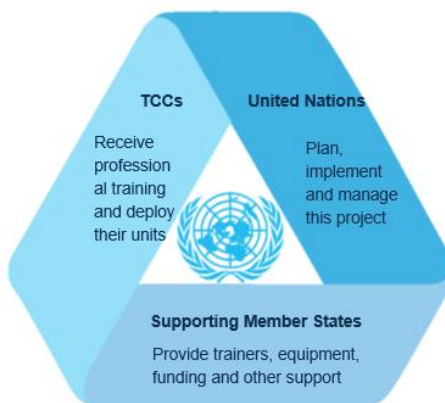 TCCs
Receive
profession
al training
and deploy
their units
United Nations
Plan,
implement
and manage
this project
Supporting Member States
Provide trainers, equipment,
funding and other support